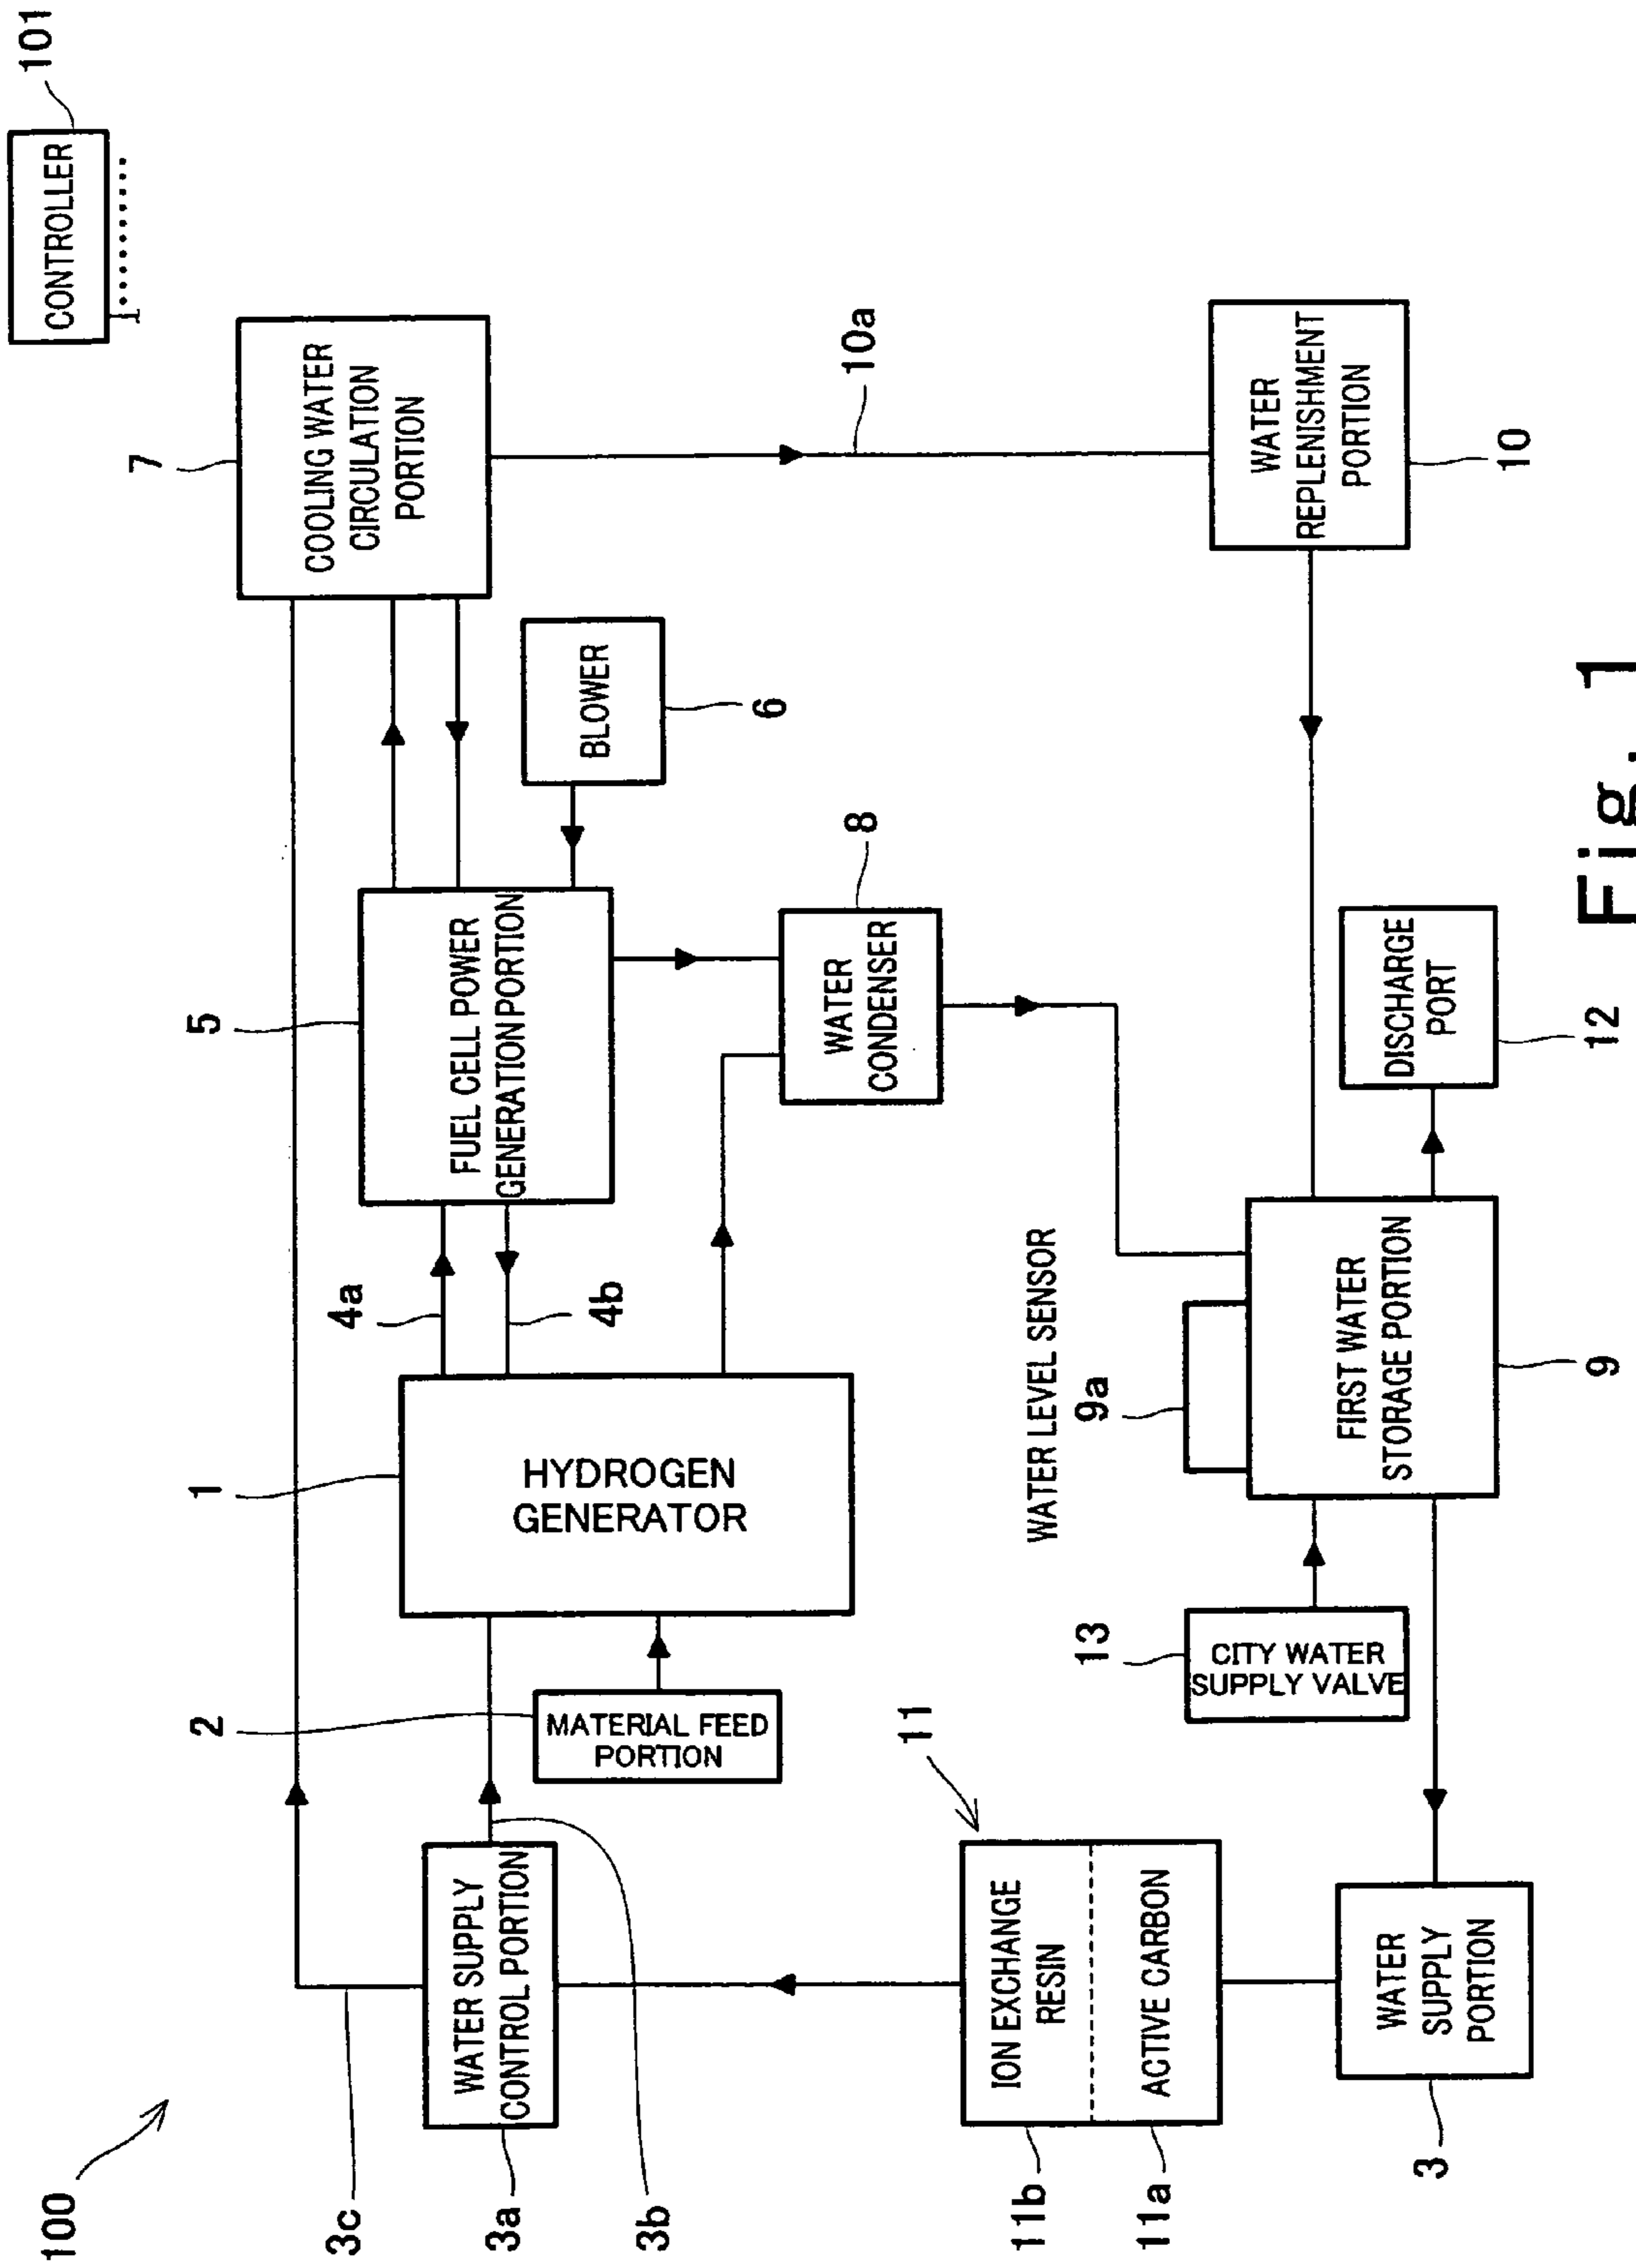 100
CONTROLLER
101
3c
3a
WATER SUPPLY
CONTROL PORTION
3b
2
MATERIAL FEED
PORTION
1
HYDROGEN
GENERATOR
4a
4b
5
FUEL CELL POWER
GENERATION PORTION
7
COOLING WATER
CIRCULATION
PORTION
BLOWER
6
WATER
CONDENSER
8
10a
11
ION EXCHANGE
RESIN
11b
ACTIVE CARBON
11a
WATER LEVEL SENSOR
9a
13
CITY WATER
SUPPLY VALVE
FIRST WATER
STORAGE PORTION
9
DISCHARGE
PORT
12
WATER
REPLENISHMENT
PORTION
10
WATER
SUPPLY
PORTION
3
Fig. 1